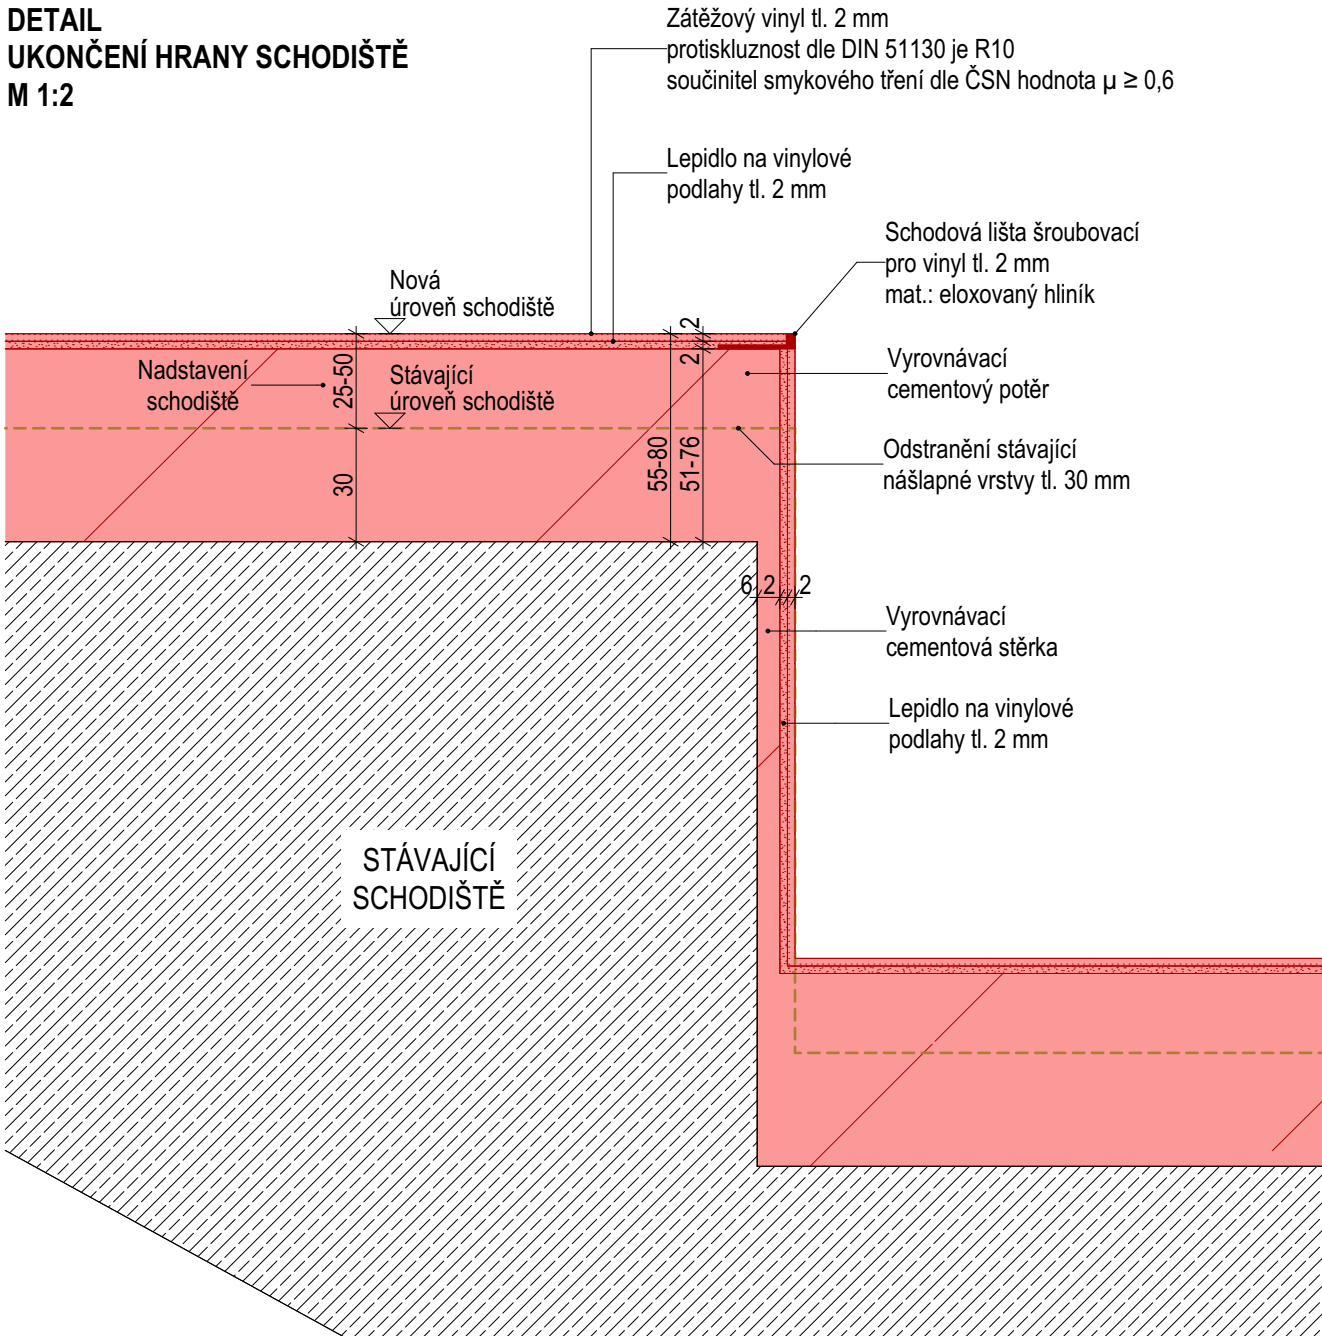 DETAIL
UKONČENÍ HRANY SCHODIŠTĚ
M 1:2
Zátěžový vinyl tl. 2 mm
protiskluznost dle DIN 51130 je R10
součinitel smykového tření dle ČSN hodnota µ ≥ 0,6
Lepidlo na vinylové
podlahy tl. 2 mm
Schodová lišta šroubovací
pro vinyl tl. 2 mm
mat.: eloxovaný hliník
Nová
úroveň schodiště
Nadstavení
schodiště
25-50
Stávající
úroveň schodiště
30
55-80
51-76
2
2
Vyrovnávací
cementový potěr
Odstranění stávající
nášlapné vrstvy tl. 30 mm
6 2 2
Vyrovnávací
cementová stěrka
Lepidlo na vinylové
podlahy tl. 2 mm
STÁVAJÍCÍ
SCHODIŠTĚ